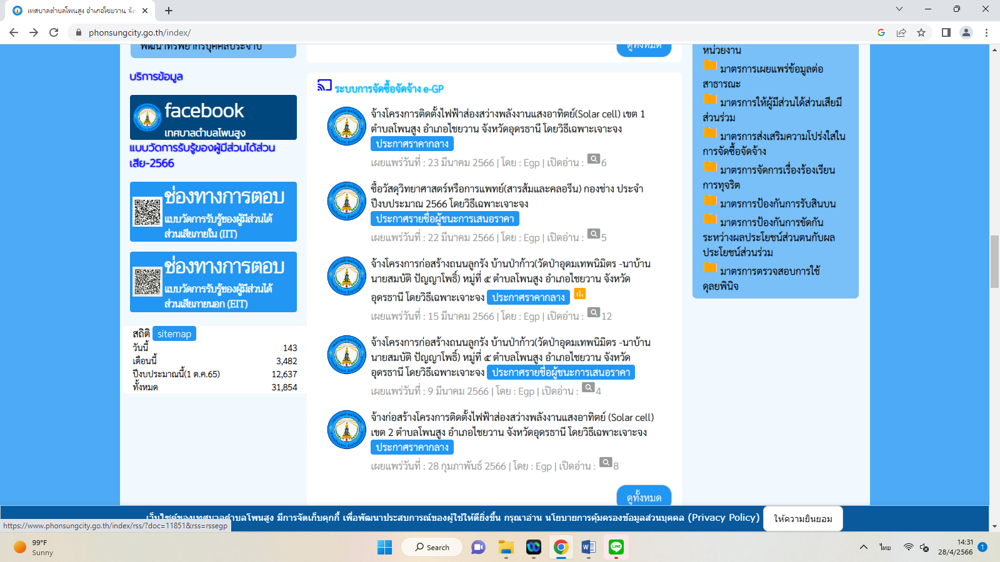 เทศบาลตำบลโพนสูง อำเภอไชยวาน จัง
phonsungcity.go.th/index/
พัฒนาทรัพยากรบุคคลประจำปี
บริการข้อมูล
facebook
เทศบาลตำบลโพนสูง
แบบวัดการรับรู้ของผู้มีส่วนได้ส่วน
เสีย-2566
ช่องทางการตอบ
แบบวัดการรับรู้ของผู้มีส่วนได้
ส่วนเสียภายใน (IIT)
ช่องทางการตอบ
แบบวัดการรับรู้ของผู้มีส่วนได้
ส่วนเสียภายนอก (EIT)
สถิติ sitemap
วันนี้ 143
เดือนนี้ 3,482
ปีงบประมาณนี้(1 ต.ค.65) 12,637
ทั้งหมด 31,854
ดูทั้งหมด
ระบบการจัดซื้อจัดจ้าง e-GP
จ้างโครงการติดตั้งไฟฟ้าส่องสว่างพลังงานแสงอาทิตย์(Solar cell) เขต 1
ตำบลโพนสูง อำเภอไชยวาน จังหวัดอุดรธานี โดยวิธีเฉพาะเจาะจง
ประกาศราคากลาง
เผยแพร่วันที่ : 23 มีนาคม 2566 | โดย : Egp | เปิดอ่าน : 6
ซื้อวัสดุวิทยาศาสตร์หรือการแพทย์(สารส้มและคลอรีน) กองช่าง ประจำ
ปีงบประมาณ 2566 โดยวิธีเฉพาะเจาะจง
ประกาศรายชื่อผู้ชนะการเสนอราคา
เผยแพร่วันที่ : 22 มีนาคม 2566 | โดย : Egp | เปิดอ่าน : 5
จ้างโครงการก่อสร้างถนนลูกรัง บ้านป่าก้าว(วัดป่าอุดมเทพนิมิตร -นาบ้าน
นายสมบัติ ปัญญาโพธิ์) หมู่ที่ ๕ ตำบลโพนสูง อำเภอไชยวาน จังหวัด
อุดรธานี โดยวิธีเฉพาะเจาะจง ประกาศราคากลาง
เผยแพร่วันที่ : 15 มีนาคม 2566 | โดย : Egp | เปิดอ่าน : 12
จ้างโครงการก่อสร้างถนนลูกรัง บ้านป่าก้าว(วัดป่าอุดมเทพนิมิตร -นาบ้าน
นายสมบัติ ปัญญาโพธิ์) หมู่ที่ ๕ ตำบลโพนสูง อำเภอไชยวาน จังหวัด
อุดรธานี โดยวิธีเฉพาะเจาะจง ประกาศรายชื่อผู้ชนะการเสนอราคา
เผยแพร่วันที่ : 9 มีนาคม 2566 | โดย : Egp | เปิดอ่าน : 4
จ้างก่อสร้างโครงการติดตั้งไฟฟ้าส่องสว่างพลังงานแสงอาทิตย์ (Solar cell)
เขต 2 ตำบลโพนสูง อำเภอไชยวาน จังหวัดอุดรธานี โดยวิธีเฉพาะเจาะจง
ประกาศราคากลาง
เผยแพร่วันที่ : 28 กุมภาพันธ์ 2566 | โดย : Egp | เปิดอ่าน : 8
ดูทั้งหมด
หน่วยงาน
มาตรการเผยแพร่ข้อมูลต่อ
สาธารณะ
มาตรการให้ผู้มีส่วนได้ส่วนเสียมี
ส่วนร่วม
มาตรการส่งเสริมความโปร่งใสใน
การจัดซื้อจัดจ้าง
มาตรการจัดการเรื่องร้องเรียน
การทุจริต
มาตรการป้องกันการรับสินบน
มาตรการป้องกันการขัดกัน
ระหว่างผลประโยชน์ส่วนตนกับผล
ประโยชน์ส่วนร่วม
มาตรการตรวจสอบการใช้
ดุลยพินิจ
เว็บไซต์ของเทศบาลตำบลโพนสูง มีการจัดเก็บคุกกี้ เพื่อพัฒนาประสบการณ์ของผู้ใช้ให้ดียิ่งขึ้น กรุณาอ่าน นโยบายการคุ้มครองข้อมูลส่วนบุคคล (Privacy Policy) ให้ความยินยอม
https://www.phonsungcity.go.th/index/rss/?doc=11851&rss=rssegp
99°F
Sunny
Search
ไทย
14:31
28/4/2566
1